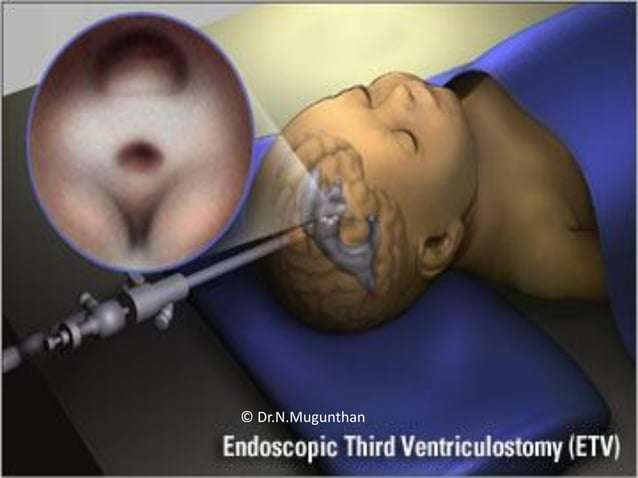 © Dr.N.Mugunthan
Endoscopic Third Ventriculostomy (ETV)